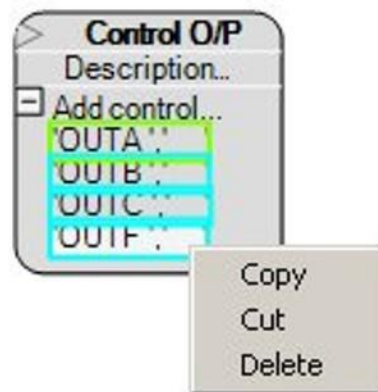 Control O/P
Description...
Add control...
'OUTA ','
'OUTB ','
'OUTC ','
'OUTF ','
Copy
Cut
Delete